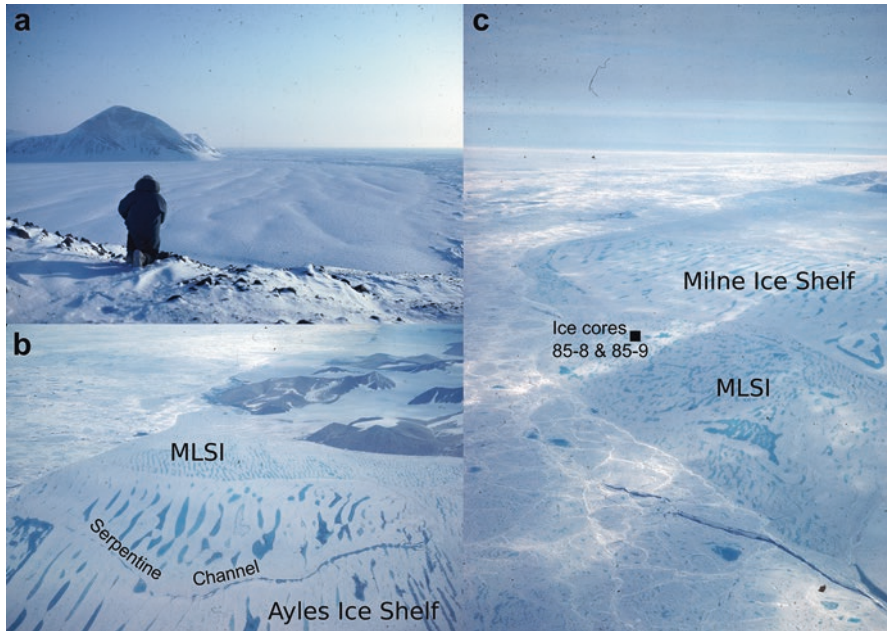 a
b
MLSI
Serpentine
Channel
Ayles Ice Shelf
c
Milne Ice Shelf
Ice cores
85-8 & 85-9
MLSI